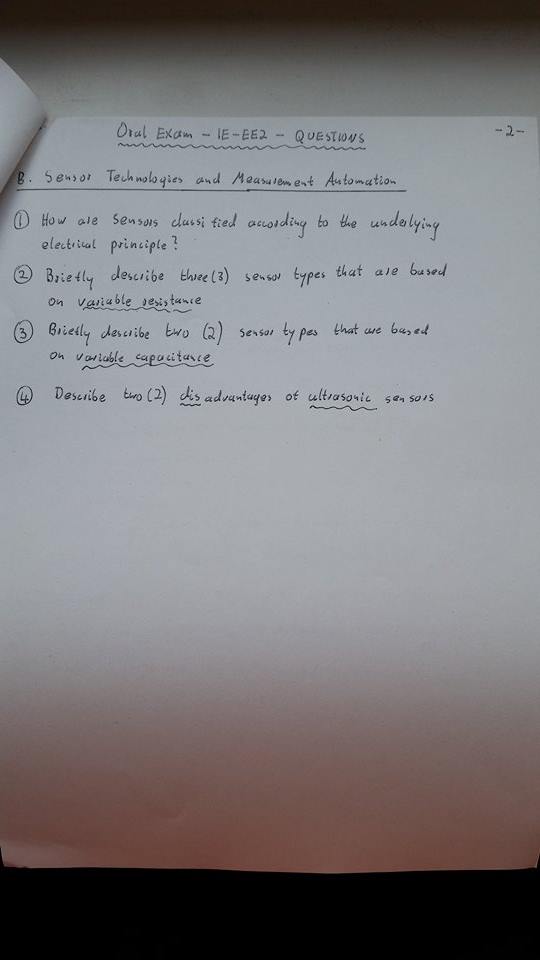 Oral Exam - IE-EE2 - QUESTIONS
-2-
B. Sensor Technologies and Measurement Automation
① How are sensors classified according to the underlying
electrical principle?
② Briefly describe three (3) sensor types that are based
on variable resistance
③ Briefly describe two (2) sensor types that are based
on variable capacitance
④ Describe two (2) disadvantages of ultrasonic sensors